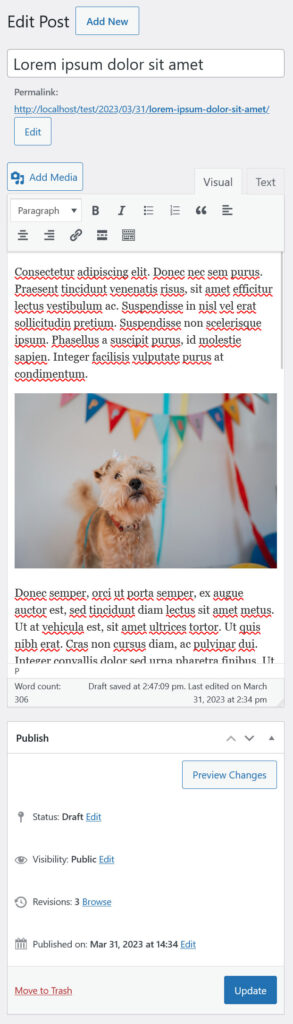 Edit Post Add New
Lorem ipsum dolor sit amet
Permalink:
http://localhost/test/2023/03/31/lorem-ipsum-dolor-sit-amet/
Edit
Add Media
Visual Text
Paragraph B I
Consectetur adipiscing elit. Donec nec sem purus.
Praesent tincidunt venenatis risus, sit amet efficitur
lectus vestibulum ac. Suspendisse in nisl vel erat
sollicitudin pretium. Suspendisse non scelerisque
ipsum. Phasellus a suscipit purus, id molestie
sapien. Integer facilisis vulputate purus at
condimentum.
Donec semper, orci ut porta semper, ex augue
auctor est, sed tincidunt diam lectus sit amet metus.
Ut at vehicula est, sit amet ultrices tortor. Ut quis
nibh erat. Cras non cursus diam, ac pulvinar dui.
Integer convallis dolor sed urna pharetra finibus. Ut
P
Word count: Draft saved at 2:47:09 pm. Last edited on March
306 31, 2023 at 2:34 pm
Publish
Preview Changes
Status: Draft Edit
Visibility: Public Edit
Revisions: 3 Browse
Published on: Mar 31, 2023 at 14:34 Edit
Move to Trash Update